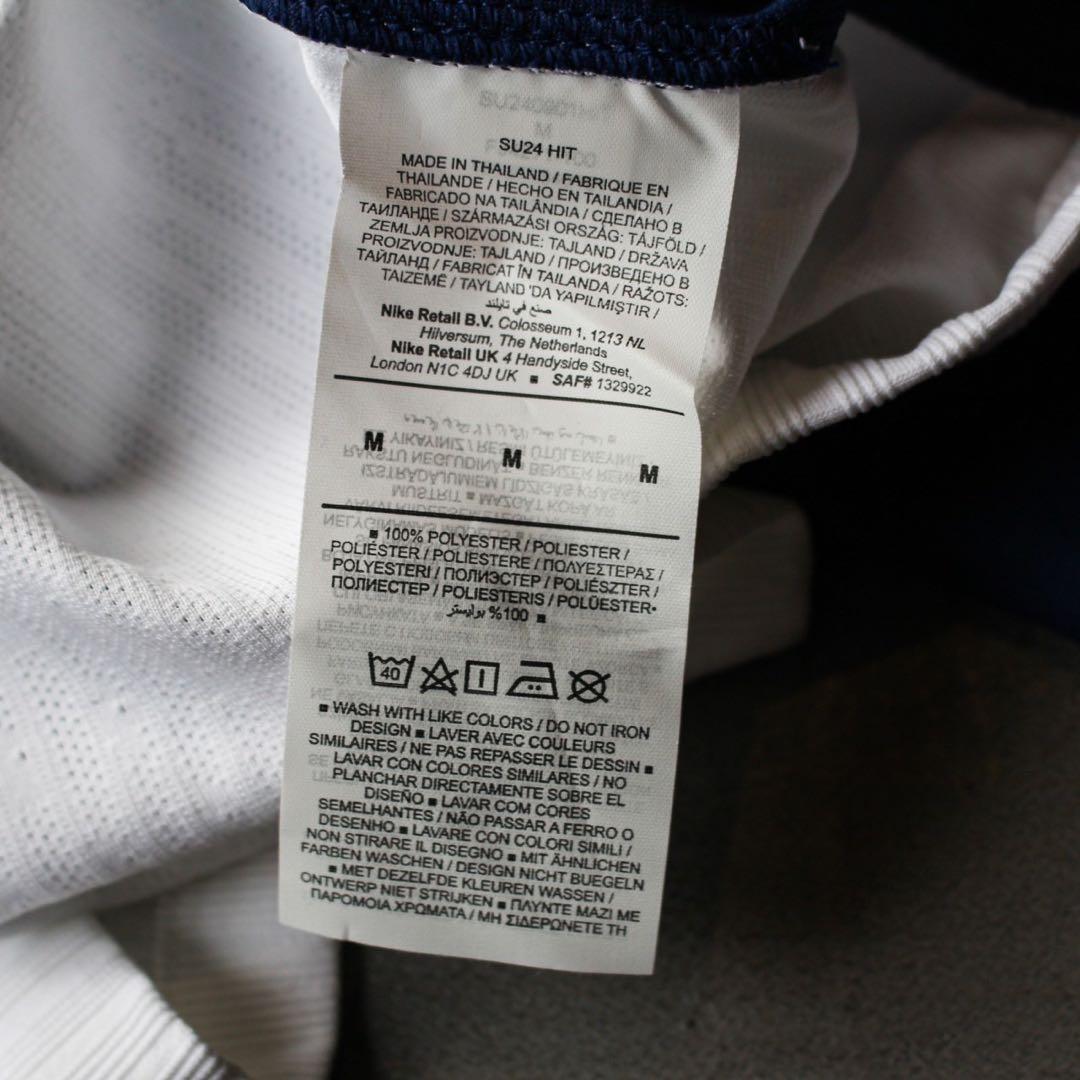 SU24 HIT
MADE IN THAILAND / FABRIQUE EN
THAILANDE / HECHO EN TAILANDIA /
FABRICADO NA TAILÂNDIA / СДЕЛАНО В
ТАИЛАНДЕ / SZÁRMAZÁSI ORSZÁG: TÁJFÖLD /
ZEMLJA PROIZVODNJE: TAJLAND / DRŽAVA
PROIZVODNJE: TAJLAND / ПРОИЗВЕДЕНО В
ТАЙЛАНД / FABRICAT ÎN TAILANDA / RAŽOTS:
TAIZEMĒ / TAYLAND 'DA YAPILMIŞTIR /
صنع في تايلند
Nike Retail B.V. Colosseum 1, 1213 NL
Hilversum, The Netherlands
Nike Retail UK 4 Handyside Street,
London N1C 4DJ UK ■ SAF# 1329922
M M M
■ 100% POLYESTER / POLIESTER /
POLIÉSTER / POLIESTERE / ΠΟΛΥΕΣΤΕΡΑΣ /
POLYESTERI / ПОЛИЭСТЕР / POLIÉSZTER /
ПОЛИЕСТЕР / POLIESTERIS / POLÜESTER•
%100 بوليستر ■
40
■ WASH WITH LIKE COLORS / DO NOT IRON
DESIGN ■ LAVER AVEC COULEURS
SIMILAIRES / NE PAS REPASSER LE DESSIN ■
LAVAR CON COLORES SIMILARES / NO
PLANCHAR DIRECTAMENTE SOBRE EL
DISEÑO ■ LAVAR COM CORES
SEMELHANTES / NÃO PASSAR A FERRO O
DESENHO ■ LAVARE CON COLORI SIMILI /
NON STIRARE IL DISEGNO ■ MIT ÄHNLICHEN
FARBEN WASCHEN / DESIGN NICHT BUEGELN
■ MET DEZELFDE KLEUREN WASSEN /
ONTWERP NIET STRIJKEN ■ ΠΛΥΝΤΕ ΜΑΖΙ ΜΕ
ΠΑΡΟΜΟΙΑ ΧΡΩΜΑΤΑ / ΜΗ ΣΙΔΕΡΩΝΕΤΕ ΤΗ